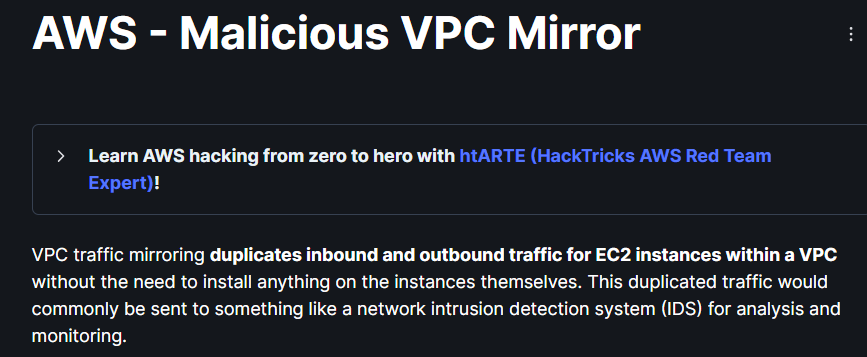 AWS - Malicious VPC Mirror
Learn AWS hacking from zero to hero with htARTE (HackTricks AWS Red Team
Expert)!
VPC traffic mirroring duplicates inbound and outbound traffic for EC2 instances within a VPC
without the need to install anything on the instances themselves. This duplicated traffic would
commonly be sent to something like a network intrusion detection system (IDS) for analysis and
monitoring.